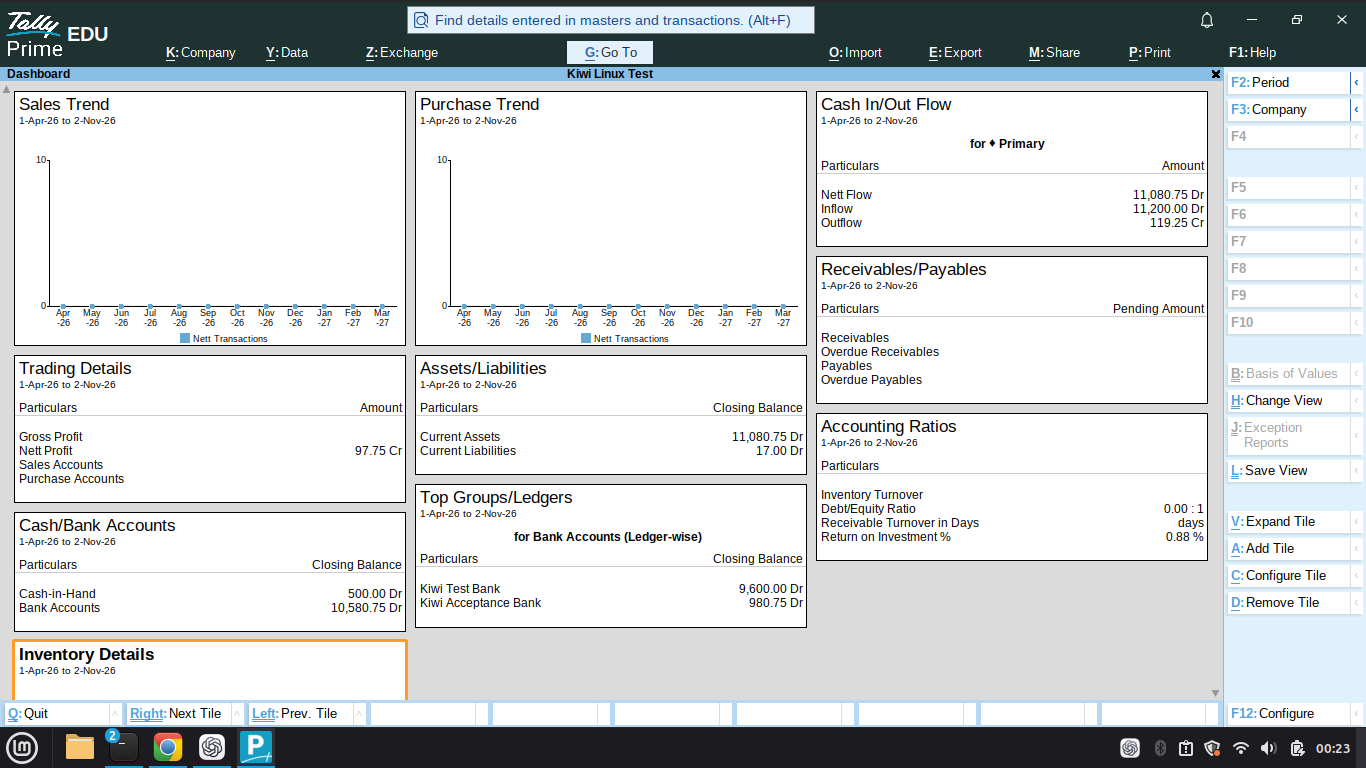 Tally
Prime EDU
Find details entered in masters and transactions. (Alt+F)
K: Company Y: Data Z: Exchange G: Go To O: Import E: Export M: Share P: Print F1: Help
Dashboard Kiwi Linux Test
Sales Trend
1-Apr-26 to 2-Nov-26
10
0
Apr May Jun Jul Aug Sep Oct Nov Dec Jan Feb Mar
-26 -26 -26 -26 -26 -26 -26 -26 -26 -27 -27 -27
Nett Transactions
Purchase Trend
1-Apr-26 to 2-Nov-26
10
0
Apr May Jun Jul Aug Sep Oct Nov Dec Jan Feb Mar
-26 -26 -26 -26 -26 -26 -26 -26 -26 -27 -27 -27
Nett Transactions
Cash In/Out Flow
1-Apr-26 to 2-Nov-26
for ♦ Primary
Particulars Amount
Nett Flow 11,080.75 Dr
Inflow 11,200.00 Dr
Outflow 119.25 Cr
Receivables/Payables
1-Apr-26 to 2-Nov-26
Particulars Pending Amount
Receivables
Overdue Receivables
Payables
Overdue Payables
Trading Details
1-Apr-26 to 2-Nov-26
Particulars Amount
Gross Profit
Nett Profit 97.75 Cr
Sales Accounts
Purchase Accounts
Assets/Liabilities
1-Apr-26 to 2-Nov-26
Particulars Closing Balance
Current Assets 11,080.75 Dr
Current Liabilities 17.00 Dr
Accounting Ratios
1-Apr-26 to 2-Nov-26
Particulars
Inventory Turnover
Debt/Equity Ratio 0.00 : 1
Receivable Turnover in Days days
Return on Investment % 0.88 %
Cash/Bank Accounts
1-Apr-26 to 2-Nov-26
Particulars Closing Balance
Cash-in-Hand 500.00 Dr
Bank Accounts 10,580.75 Dr
Top Groups/Ledgers
1-Apr-26 to 2-Nov-26
for Bank Accounts (Ledger-wise)
Particulars Closing Balance
Kiwi Test Bank 9,600.00 Dr
Kiwi Acceptance Bank 980.75 Dr
Inventory Details
1-Apr-26 to 2-Nov-26
F2: Period
F3: Company
F4
F5
F6
F7
F8
F9
F10
B: Basis of Values
H: Change View
J: Exception
Reports
L: Save View
V: Expand Tile
A: Add Tile
C: Configure Tile
D: Remove Tile
Q: Quit Right: Next Tile Left: Prev. Tile F12: Configure
2
P
00:23